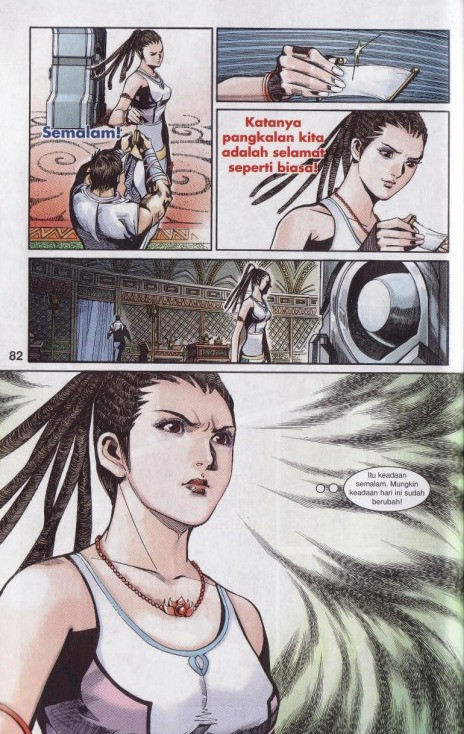 Semalam!
Katanya
pangkalan kita
adalah selamat
seperti biasa!
82
Itu keadaan
semalam. Mungkin
keadaan hari ini sudah
berubah!